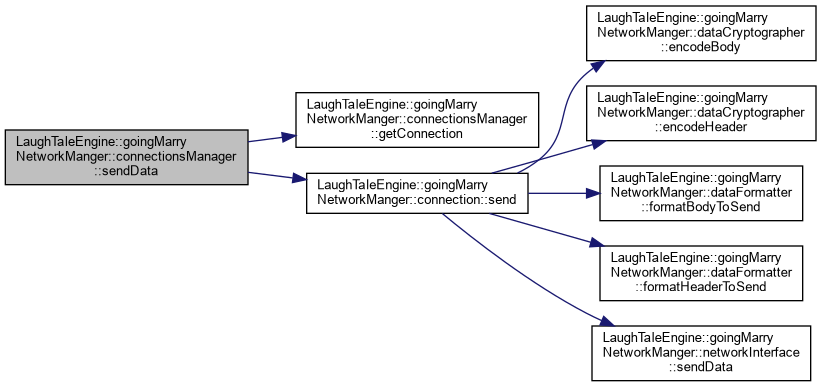 LaughTaleEngine::goingMarry
NetworkManger::connectionsManager
::sendData
LaughTaleEngine::goingMarry
NetworkManger::connectionsManager
::getConnection
LaughTaleEngine::goingMarry
NetworkManger::connection::send
LaughTaleEngine::goingMarry
NetworkManger::dataCryptographer
::encodeBody
LaughTaleEngine::goingMarry
NetworkManger::dataCryptographer
::encodeHeader
LaughTaleEngine::goingMarry
NetworkManger::dataFormatter
::formatBodyToSend
LaughTaleEngine::goingMarry
NetworkManger::dataFormatter
::formatHeaderToSend
LaughTaleEngine::goingMarry
NetworkManger::networkInterface
::sendData